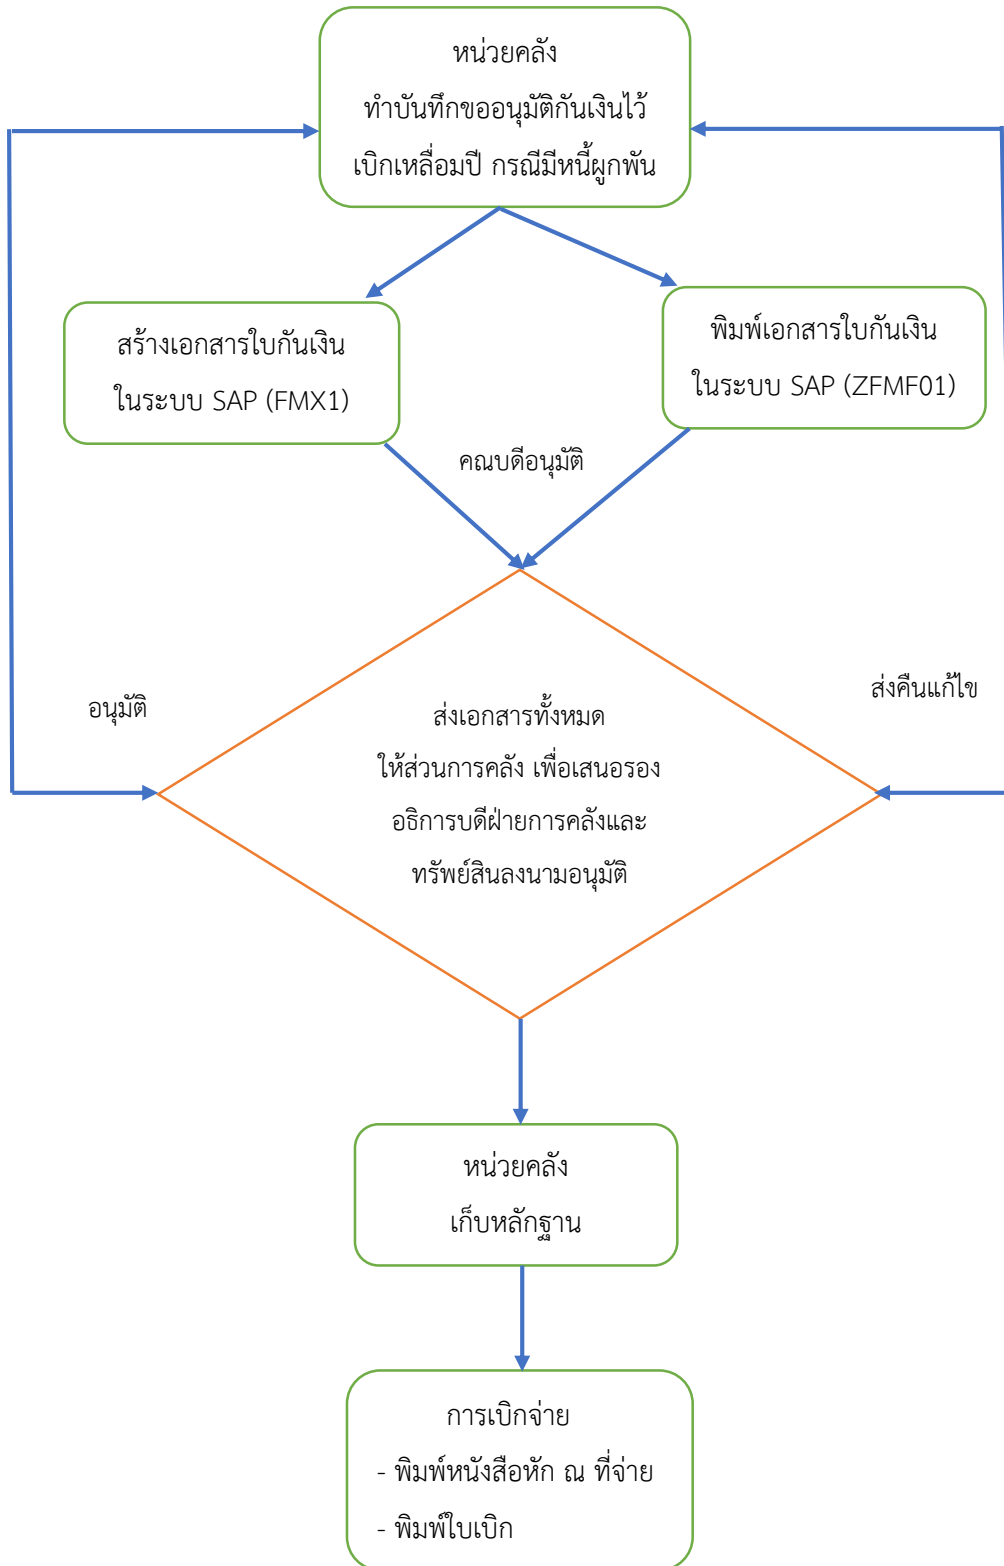 หน่วยคลัง
ทำบันทึกขออนุมัติกันเงินไว้
เบิกเหลื่อมปี กรณีมีหนี้ผูกพัน
สร้างเอกสารใบกันเงิน
ในระบบ SAP (FMX1)
พิมพ์เอกสารใบกันเงิน
ในระบบ SAP (ZFMF01)
คณบดีอนุมัติ
อนุมัติ
ส่งคืนแก้ไข
ส่งเอกสารทั้งหมด
ให้ส่วนการคลัง เพื่อเสนอรอง
อธิการบดีฝ่ายการคลังและ
ทรัพย์สินลงนามอนุมัติ
หน่วยคลัง
เก็บหลักฐาน
การเบิกจ่าย
- พิมพ์หนังสือหัก ณ ที่จ่าย
- พิมพ์ใบเบิก